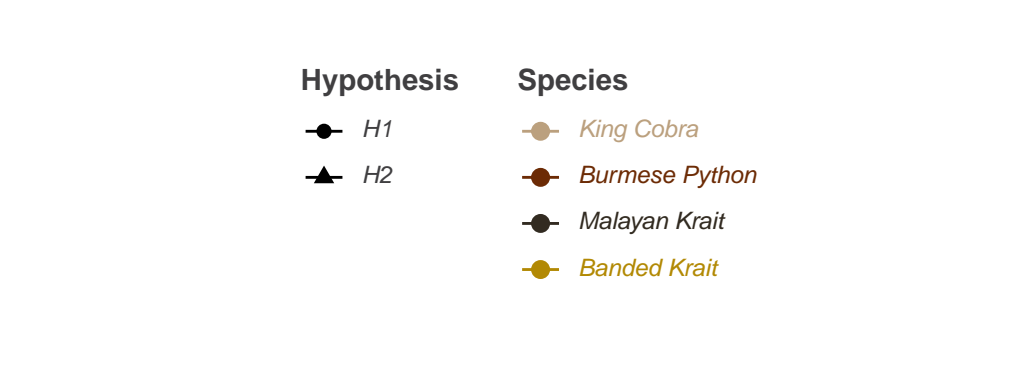 Hypothesis
H1
H2
Species
King Cobra
Burmese Python
Malayan Krait
Banded Krait